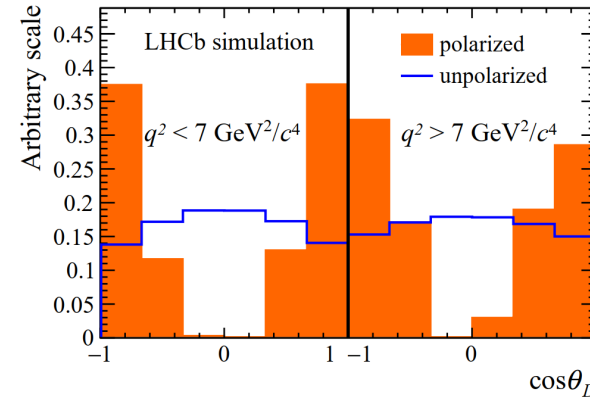 Arbitrary scale
0.45
0.4
0.35
0.3
0.25
0.2
0.15
0.1
0.05
0
LHCb simulation
q² < 7 GeV²/c⁴
polarized
unpolarized
q² > 7 GeV²/c⁴
−1 0 1 −1 0
cosθ